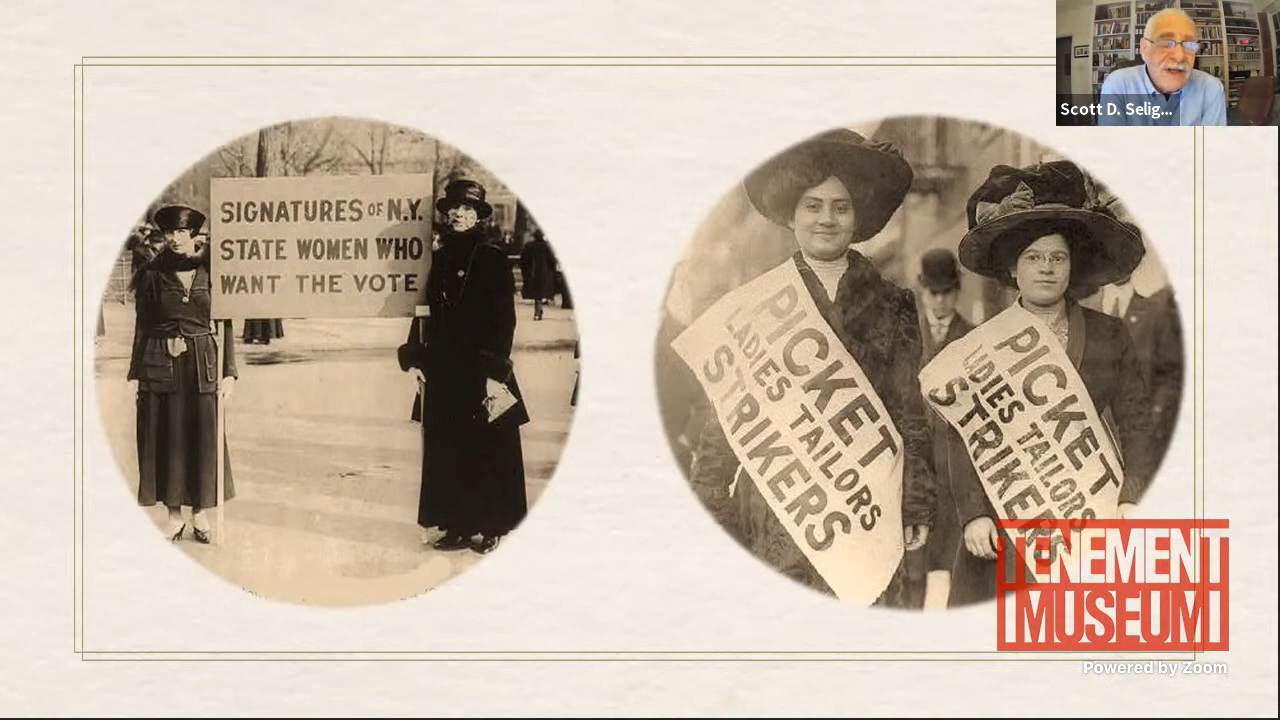 SIGNATURES OF N.Y.
STATE WOMEN WHO
WANT THE VOTE
PICKET
LADIES TAILORS
STRIKERS
PICKET
LADIES TAILORS
STRIKERS
Scott D. Selig...
TENEMENT
MUSEUM
Powered by Zoom